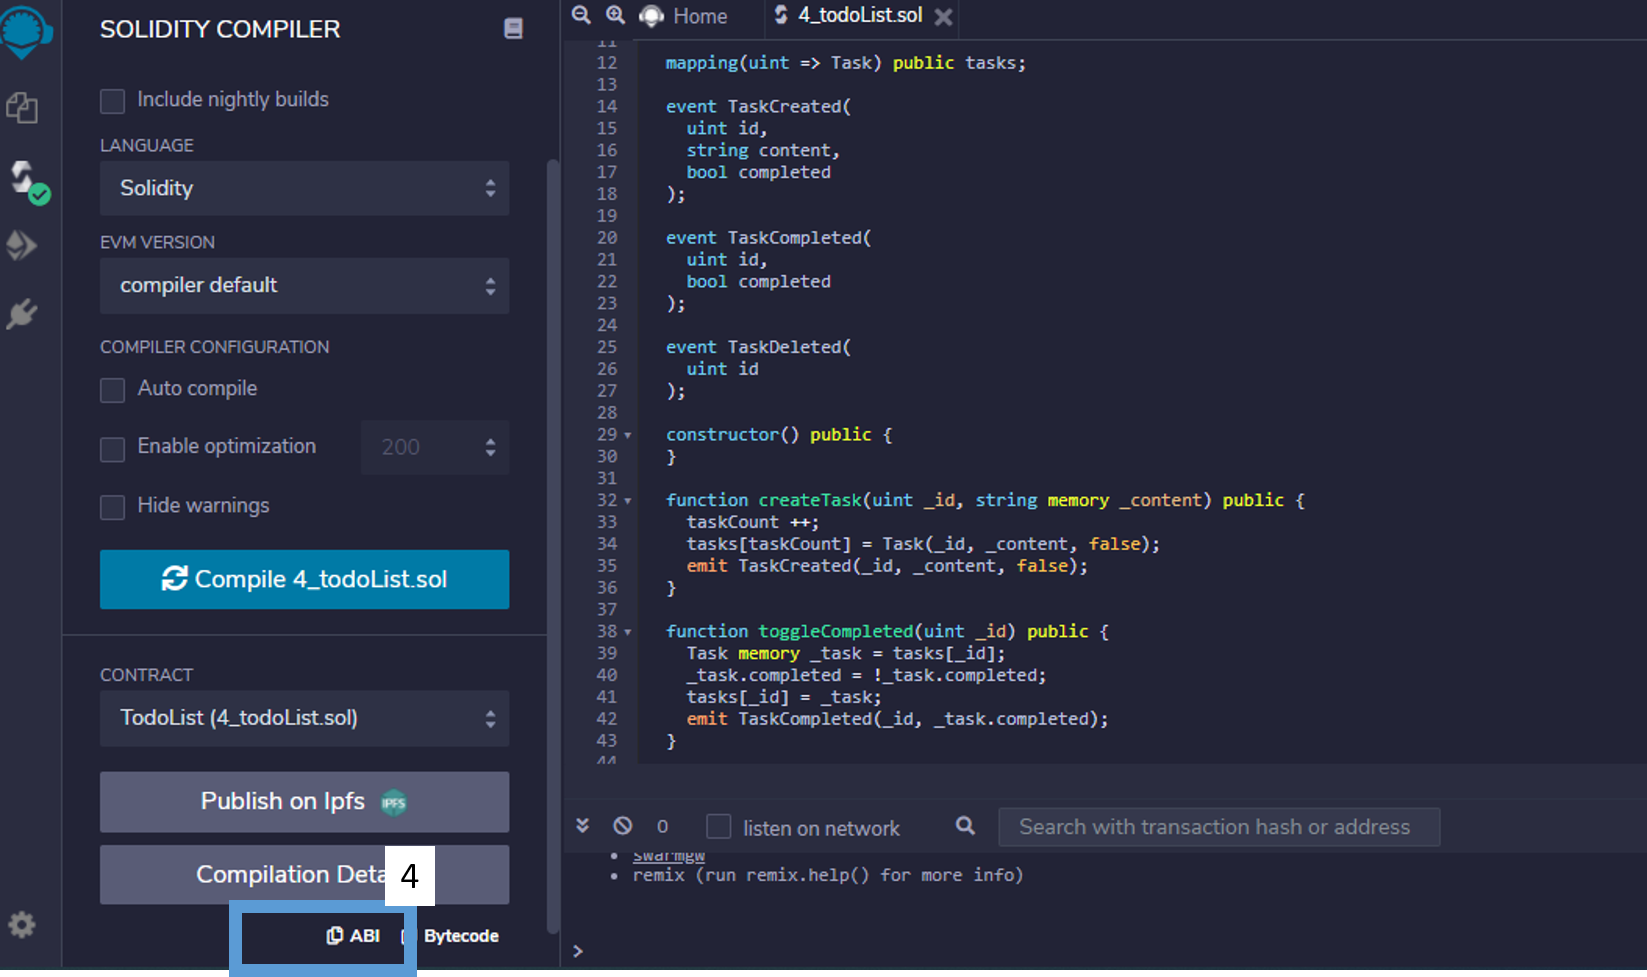 SOLIDITY COMPILER
Include nightly builds
LANGUAGE
Solidity
EVM VERSION
compiler default
COMPILER CONFIGURATION
Auto compile
Enable optimization
200
Hide warnings
Compile 4_todoList.sol
CONTRACT
TodoList (4_todoList.sol)
Publish on Ipfs IPFS
Compilation Deta
4
ABI Bytecode
Home 4_todoList.sol
11
12 mapping(uint => Task) public tasks;
13
14 event TaskCreated(
15 uint id,
16 string content,
17 bool completed
18 );
19
20 event TaskCompleted(
21 uint id,
22 bool completed
23 );
24
25 event TaskDeleted(
26 uint id
27 );
28
29 constructor() public {
30 }
31
32 function createTask(uint _id, string memory _content) public {
33 taskCount ++;
34 tasks[taskCount] = Task(_id, _content, false);
35 emit TaskCreated(_id, _content, false);
36 }
37
38 function toggleCompleted(uint _id) public {
39 Task memory _task = tasks[_id];
40 _task.completed = !_task.completed;
41 tasks[_id] = _task;
42 emit TaskCompleted(_id, _task.completed);
43 }
44
0 listen on network Search with transaction hash or address
• swarmgw
• remix (run remix.help() for more info)
>